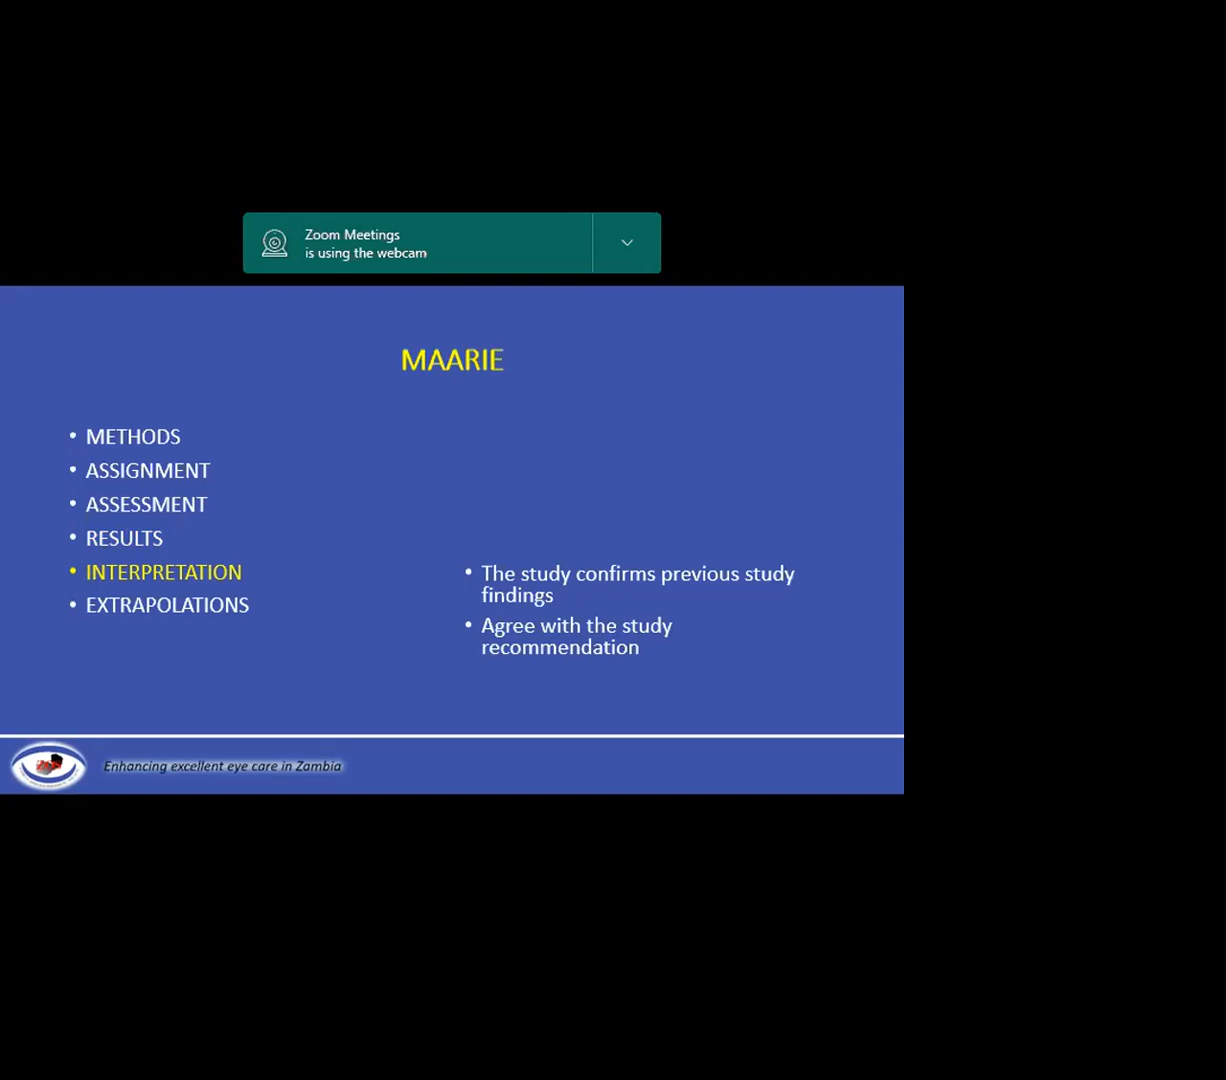 Zoom Meetings
is using the webcam
MAARIE
• METHODS
• ASSIGNMENT
• ASSESSMENT
• RESULTS
• INTERPRETATION
• EXTRAPOLATIONS
• The study confirms previous study
findings
• Agree with the study
recommendation
Enhancing excellent eye care in Zambia